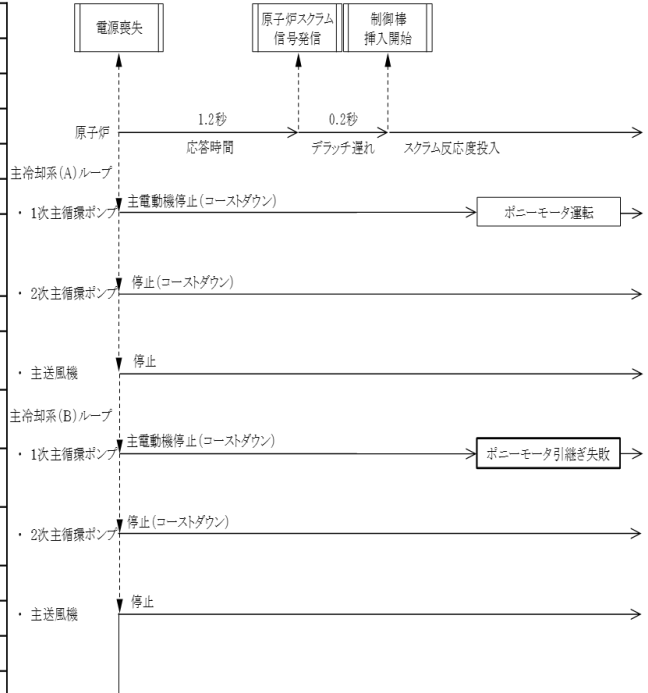 電源喪失
原子炉スクラム
信号発信
制御棒
挿入開始
1.2秒
0.2秒
原子炉
応答時間
デラッチ遅れ
スクラム反応度投入
主冷却系(A)ループ
主電動機停止(コーストダウン)
・ 1次主循環ポンプ
ポニーモータ運転
停止(コーストダウン)
・ 2次主循環ポンプ
停止
・ 主送風機
主冷却系(B)ループ
主電動機停止(コーストダウン)
・ 1次主循環ポンプ
ポニーモータ引継ぎ失敗
停止(コーストダウン)
・ 2次主循環ポンプ
停止
・ 主送風機